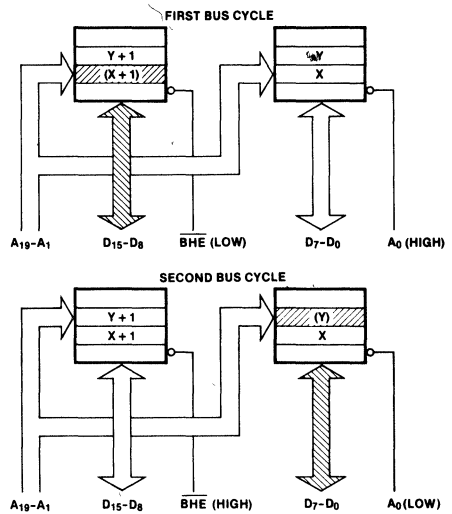 FIRST BUS CYCLE
Y + 1
(X + 1)
Y
X
A19-A1
D15-D8
BHE (LOW)
D7-D0
A0 (HIGH)
SECOND BUS CYCLE
Y + 1
X + 1
(Y)
X
A19-A1
D15-D8
BHE (HIGH)
D7-D0
A0 (LOW)